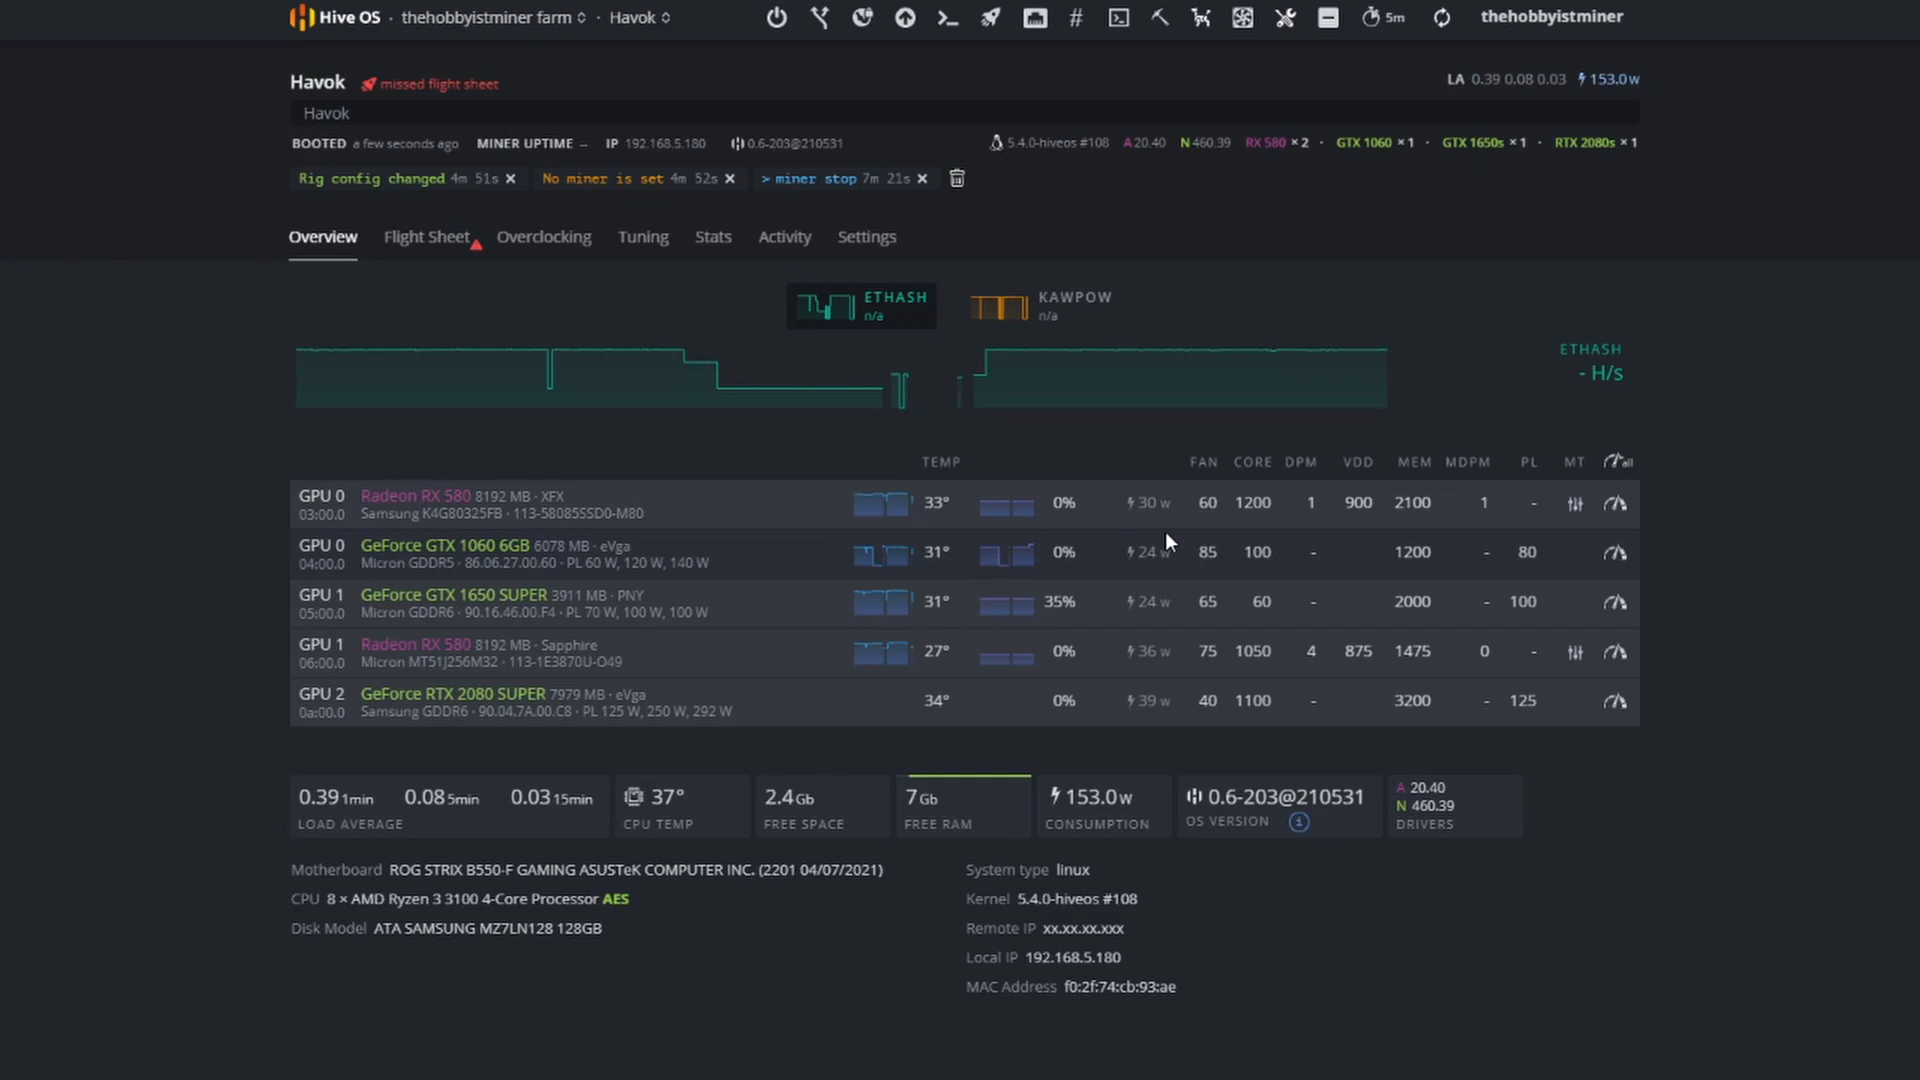 Hive OS · thehobbyistminer farm · Havok # 5m thehobbyistminer
Havok missed flight sheet LA 0.39 0.08 0.03 153.0 w
Havok
BOOTED a few seconds ago MINER UPTIME -- IP 192.168.5.180 0.6-203@210531 5.4.0-hiveos #108 A 20.40 N 460.39 RX 580 × 2 · GTX 1060 × 1 · GTX 1650s × 1 · RTX 2080s × 1
Rig config changed 4m 51s × No miner is set 4m 52s × > miner stop 7m 21s ×
Overview Flight Sheet Overclocking Tuning Stats Activity Settings
ETHASH KAWPOW
n/a n/a
ETHASH
- H/s
TEMP FAN CORE DPM VDD MEM MDPM PL MT all
GPU 0 Radeon RX 580 8192 MB · XFX 33° 0% 30 w 60 1200 1 900 2100 1 -
03:00.0 Samsung K4G80325FB · 113-58085SSD0-M80
GPU 0 GeForce GTX 1060 6GB 6078 MB · eVga 31° 0% 24 w 85 100 - 1200 - 80
04:00.0 Micron GDDR5 · 86.06.27.00.60 · PL 60 W, 120 W, 140 W
GPU 1 GeForce GTX 1650 SUPER 3911 MB · PNY 31° 35% 24 w 65 60 - 2000 - 100
05:00.0 Micron GDDR6 · 90.16.46.00.F4 · PL 70 W, 100 W, 100 W
GPU 1 Radeon RX 580 8192 MB · Sapphire 27° 0% 36 w 75 1050 4 875 1475 0 -
06:00.0 Micron MT51J256M32 · 113-1E3870U-O49
GPU 2 GeForce RTX 2080 SUPER 7979 MB · eVga 34° 0% 39 w 40 1100 - 3200 - 125
0a:00.0 Samsung GDDR6 · 90.04.7A.00.C8 · PL 125 W, 250 W, 292 W
0.39 1min 0.08 5min 0.03 15min 37° 2.4 Gb 7 Gb 153.0 w 0.6-203@210531 A 20.40
N 460.39
LOAD AVERAGE CPU TEMP FREE SPACE FREE RAM CONSUMPTION OS VERSION DRIVERS
Motherboard ROG STRIX B550-F GAMING ASUSTeK COMPUTER INC. (2201 04/07/2021) System type linux
CPU 8 × AMD Ryzen 3 3100 4-Core Processor AES Kernel 5.4.0-hiveos #108
Disk Model ATA SAMSUNG MZ7LN128 128GB Remote IP xx.xx.xx.xxx
Local IP 192.168.5.180
MAC Address f0:2f:74:cb:93:ae